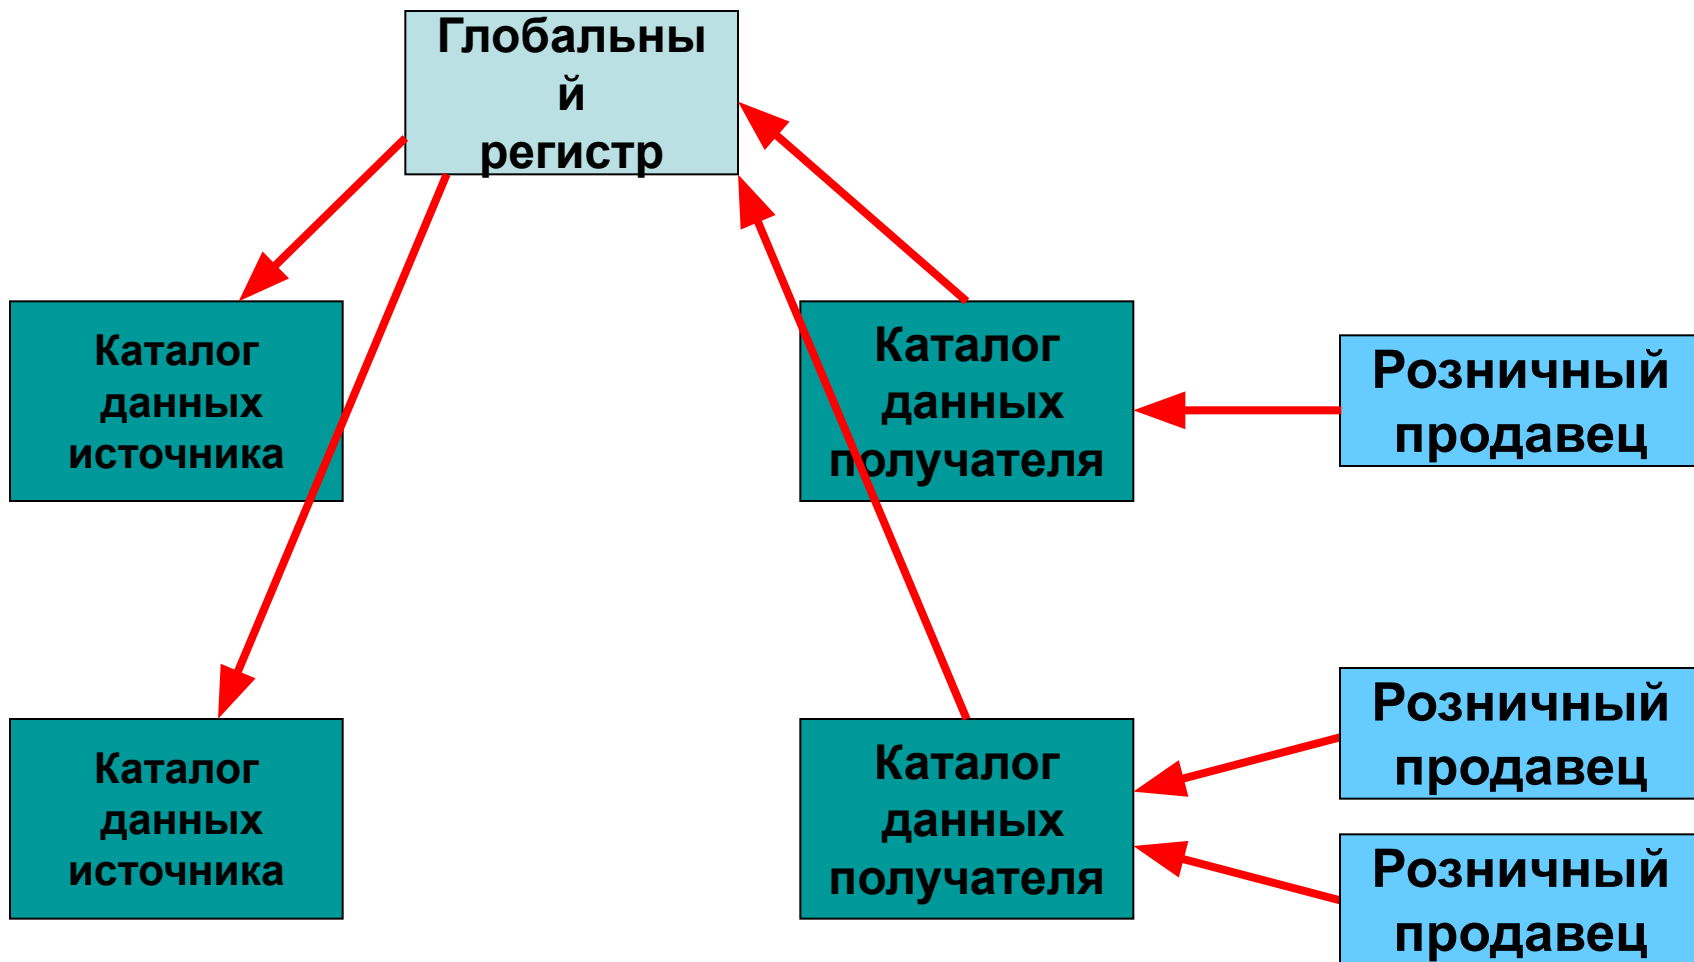 Глобальны
й
регистр
Каталог
данных
источника
Каталог
данных
получателя
Розничный
продавец
Каталог
данных
источника
Каталог
данных
получателя
Розничный
продавец
Розничный
продавец